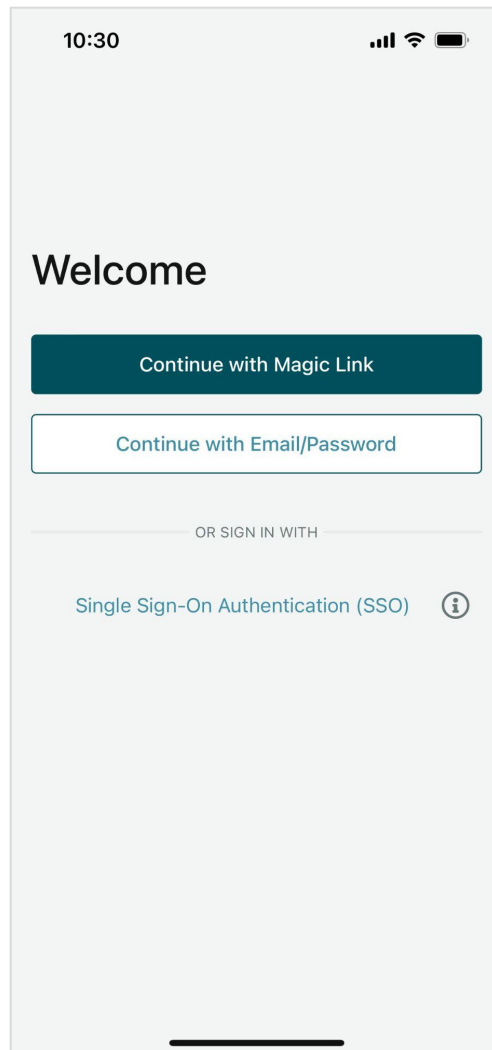 10:30
Welcome
Continue with Magic Link
Continue with Email/Password
OR SIGN IN WITH
Single Sign-On Authentication (SSO)